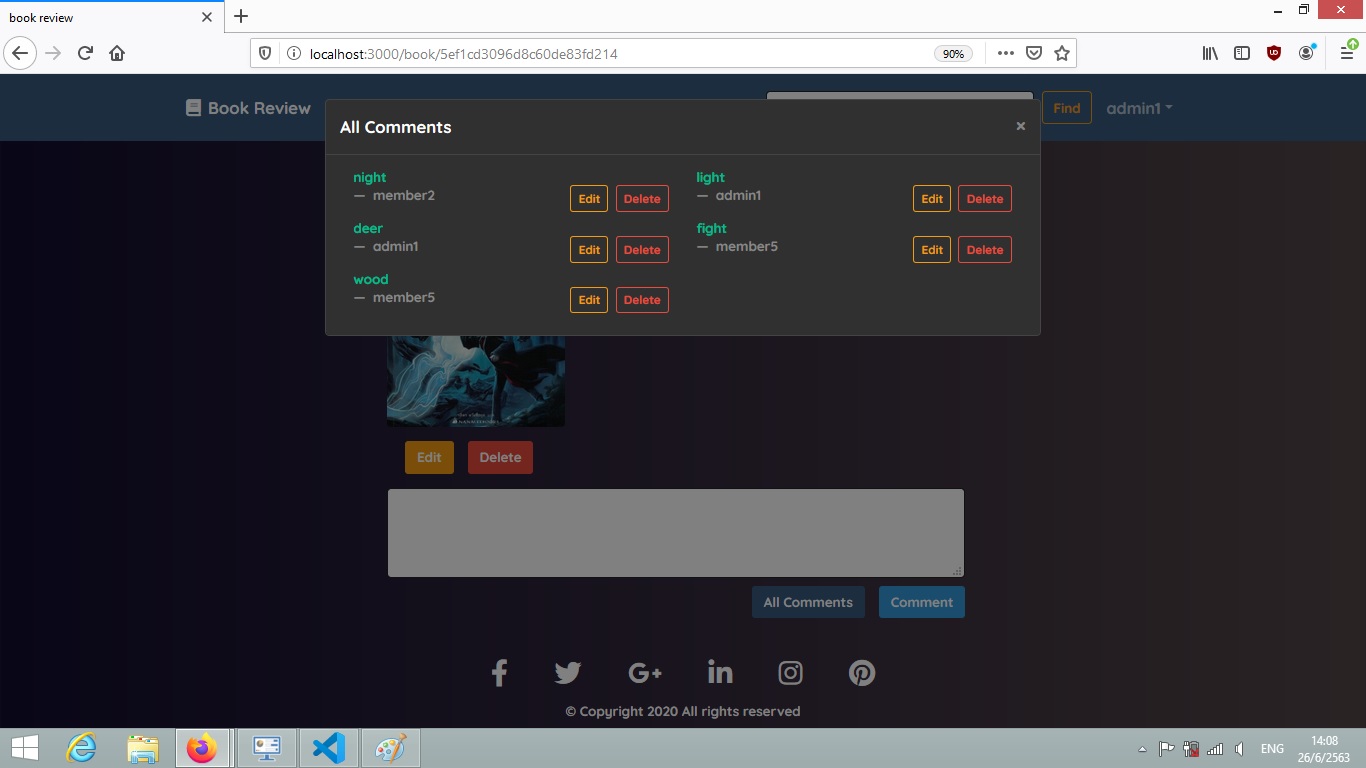 book review
localhost:3000/book/5ef1cd3096d8c60de83fd214
90%
Book Review
Find
admin1
All Comments
×
night
— member2
Edit
Delete
light
— admin1
Edit
Delete
deer
— admin1
Edit
Delete
fight
— member5
Edit
Delete
wood
— member5
Edit
Delete
Edit
Delete
All Comments
Comment
© Copyright 2020 All rights reserved
ENG
14:08
26/6/2563